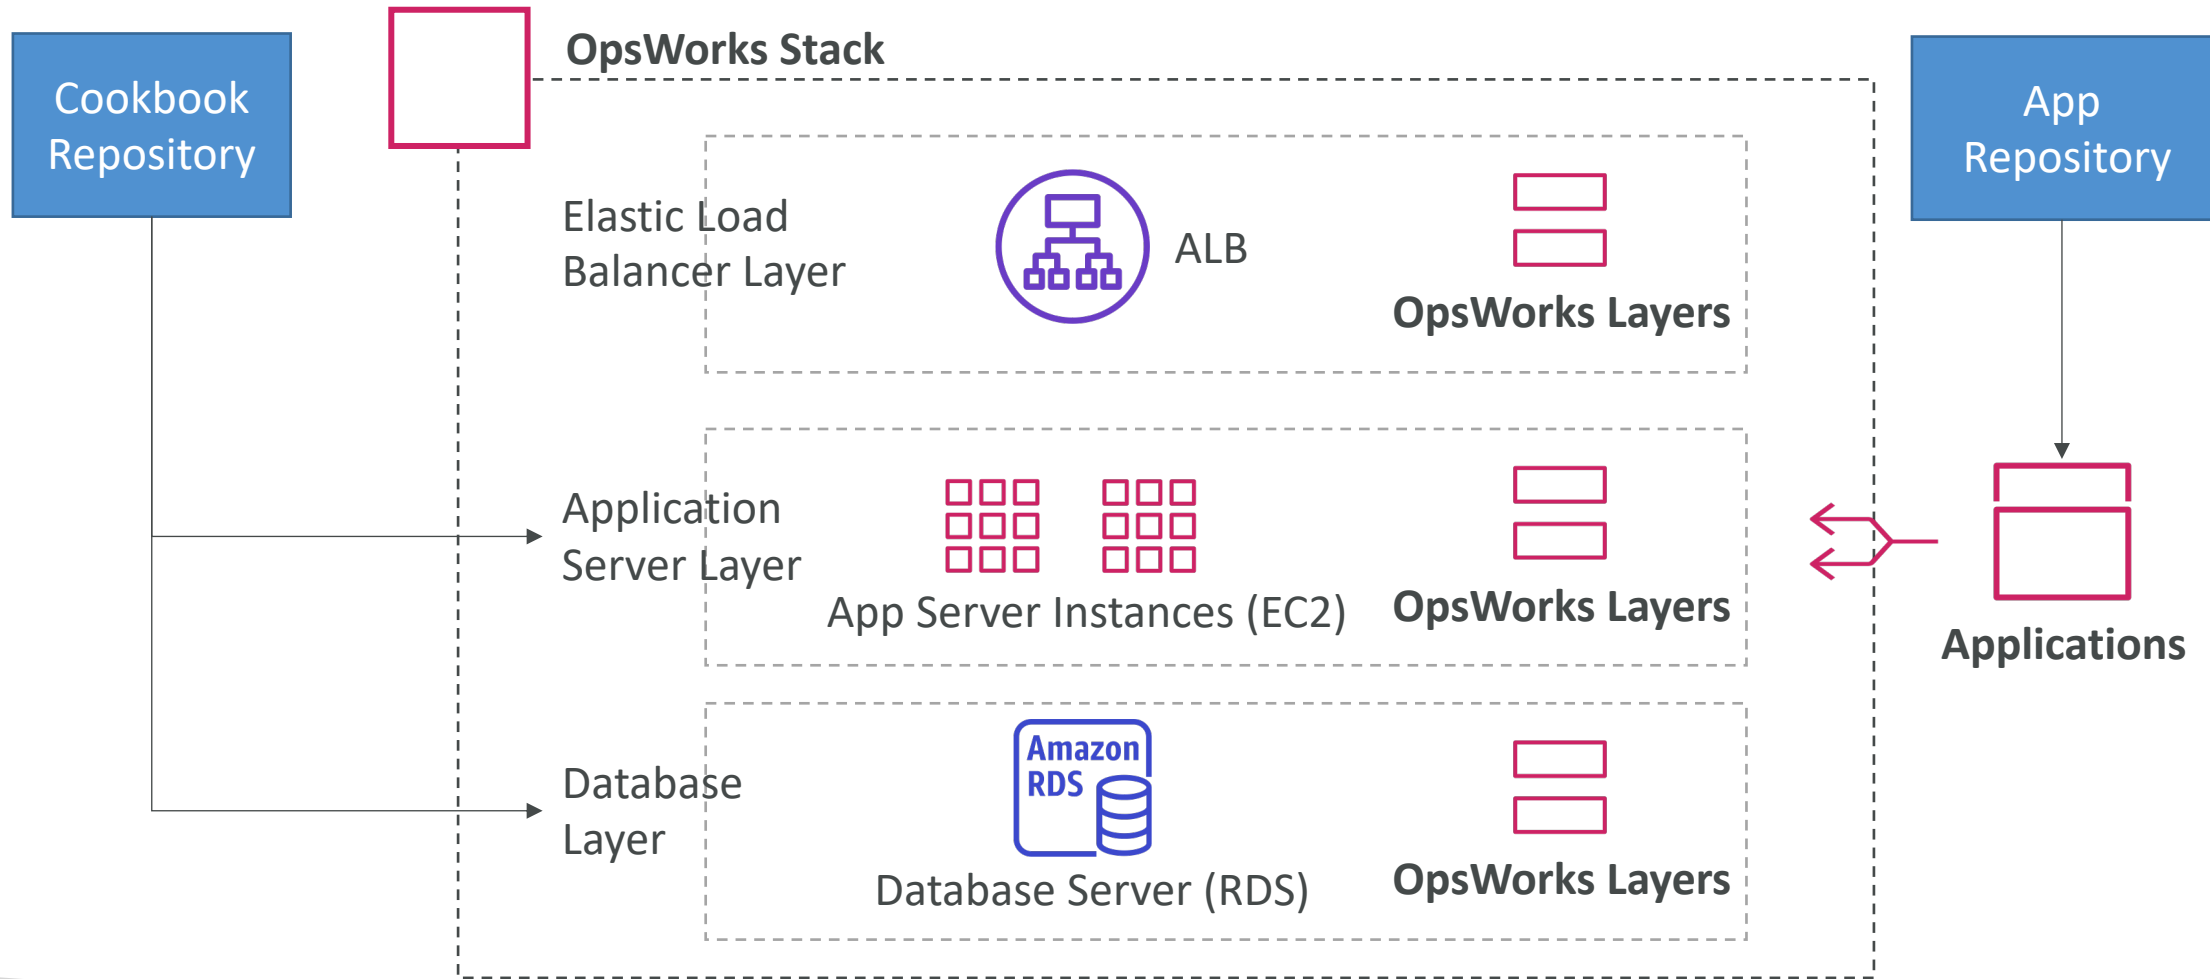 Cookbook
Repository
OpsWorks Stack
App
Repository
Elastic Load
Balancer Layer
ALB
OpsWorks Layers
Application
Server Layer
App Server Instances (EC2)
OpsWorks Layers
Applications
Database
Layer
Amazon
RDS
Database Server (RDS)
OpsWorks Layers